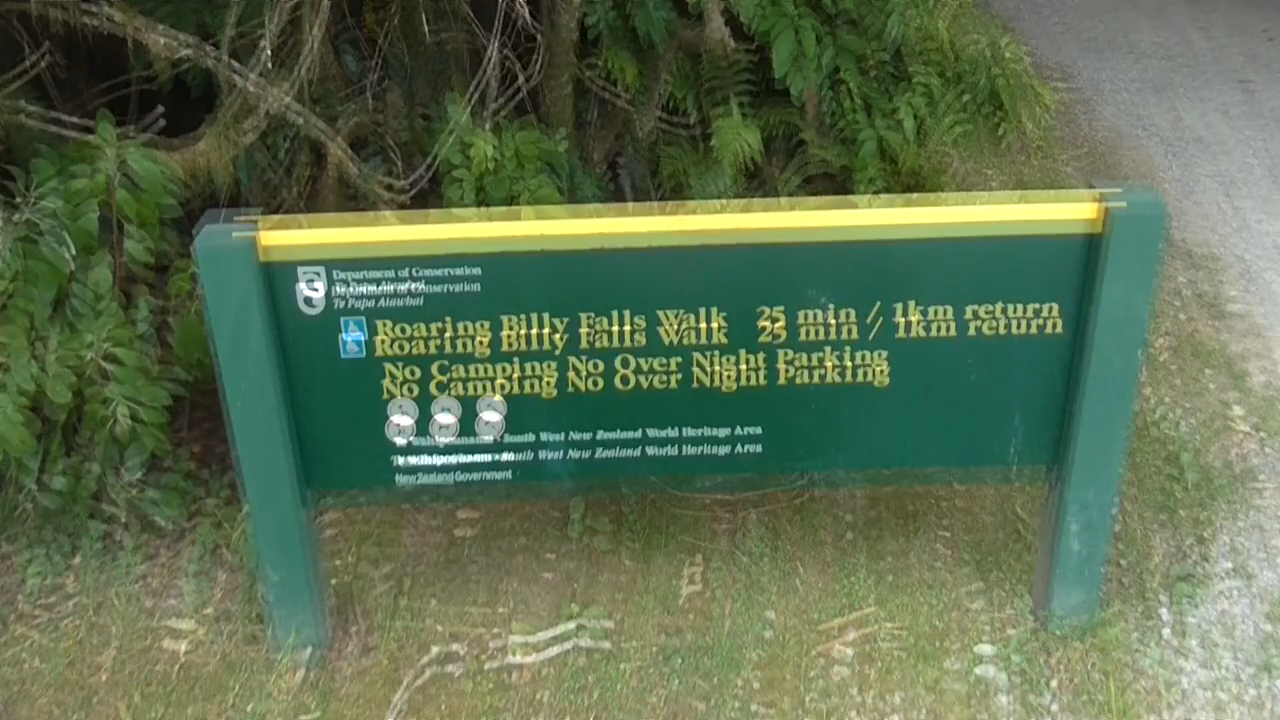 Department of Conservation
Te Papa Atawhai
Roaring Billy Falls Walk 25 min / 1km return
No Camping No Over Night Parking
Te Wahipounamu - South West New Zealand World Heritage Area
New Zealand Government